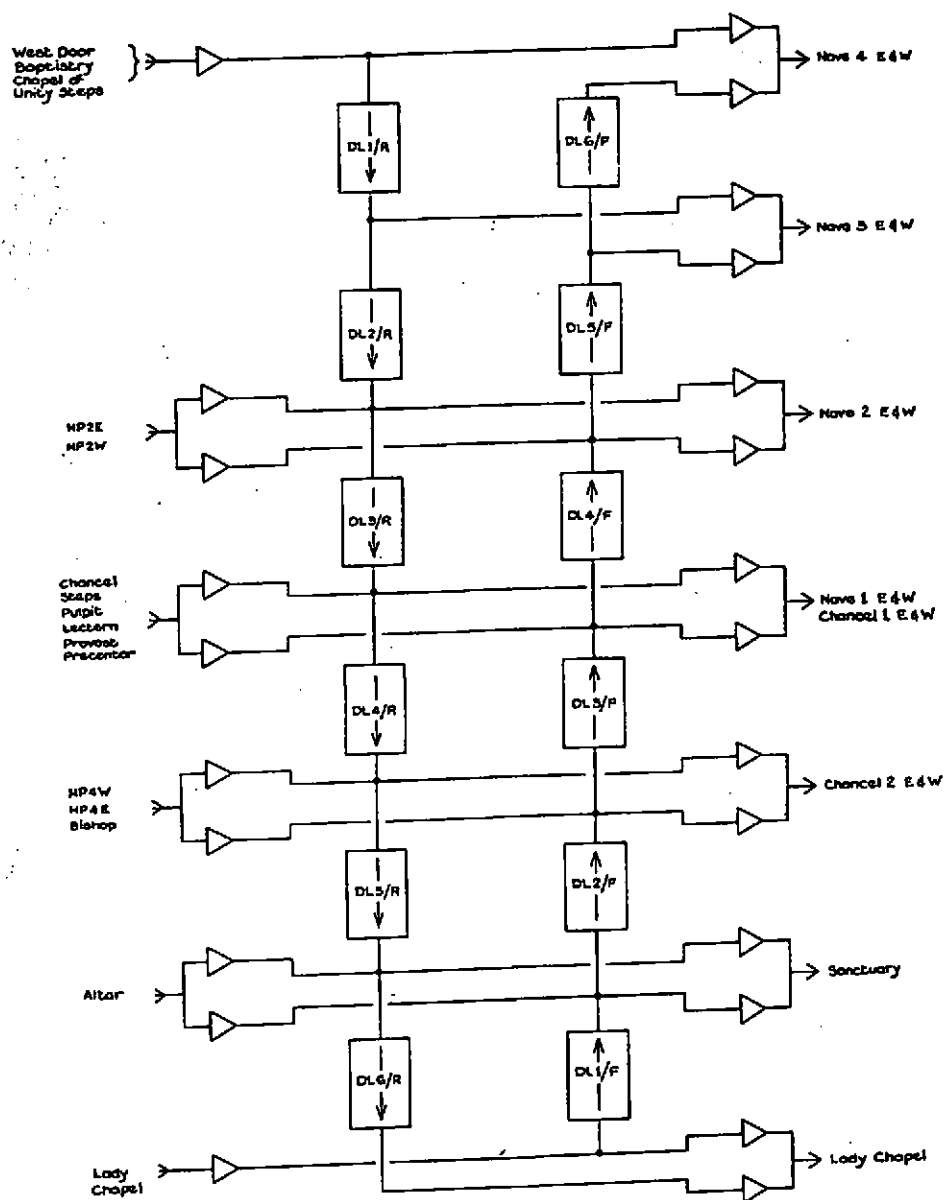 West Door
Baptistry
Chapel of
Unity Steps
Nave 4 E&W
DL1/R
DL6/F
Nave 3 E&W
DL2/R
DL5/F
HP2E
HP2W
Nave 2 E&W
DL3/R
DL4/F
Chancel
Steps
Pulpit
Lectern
Provost
Precentor
Nave 1 E&W
Chancel 1 E&W
DL4/R
DL3/F
HP4W
HP4E
Bishop
Chancel 2 E&W
DL5/R
DL2/F
Altar
Sanctuary
DL6/R
DL1/F
Lady
Chapel
Lady Chapel